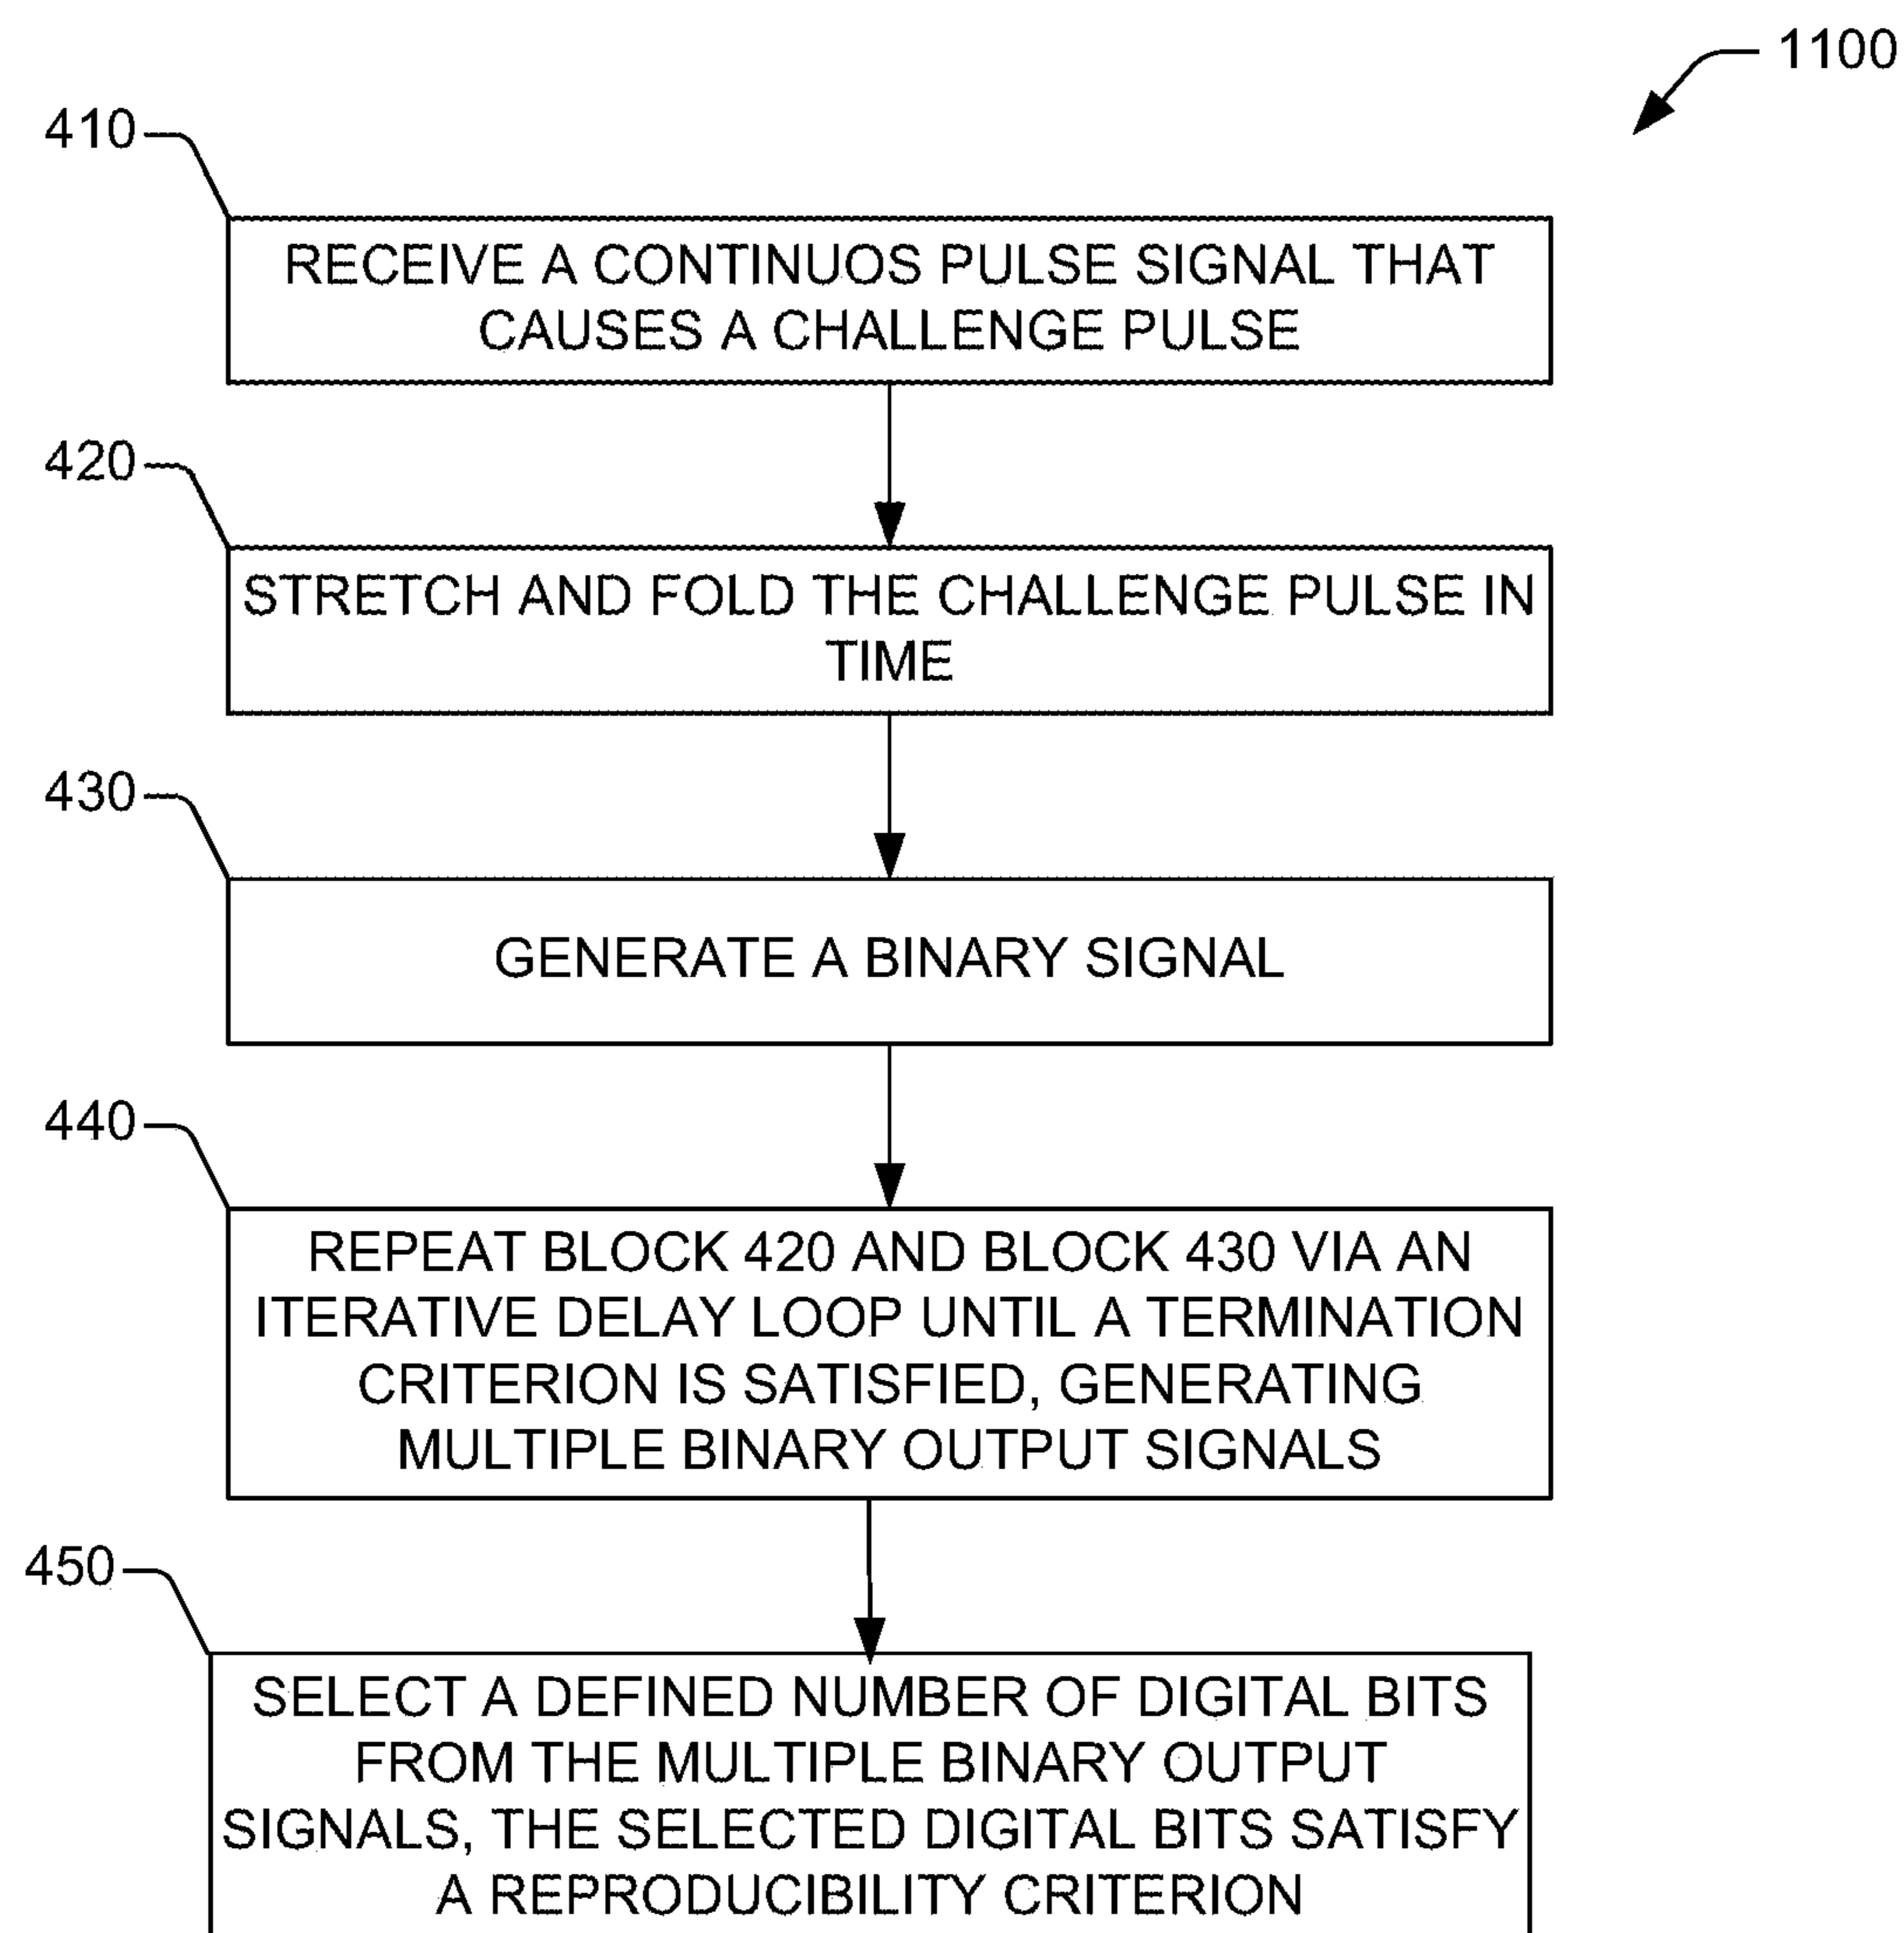 1100
410
RECEIVE A CONTINUOS PULSE SIGNAL THAT
CAUSES A CHALLENGE PULSE
420
STRETCH AND FOLD THE CHALLENGE PULSE IN
TIME
430
GENERATE A BINARY SIGNAL
440
REPEAT BLOCK 420 AND BLOCK 430 VIA AN
ITERATIVE DELAY LOOP UNTIL A TERMINATION
CRITERION IS SATISFIED, GENERATING
MULTIPLE BINARY OUTPUT SIGNALS
450
SELECT A DEFINED NUMBER OF DIGITAL BITS
FROM THE MULTIPLE BINARY OUTPUT
SIGNALS, THE SELECTED DIGITAL BITS SATISFY
A REPRODUCIBILITY CRITERION